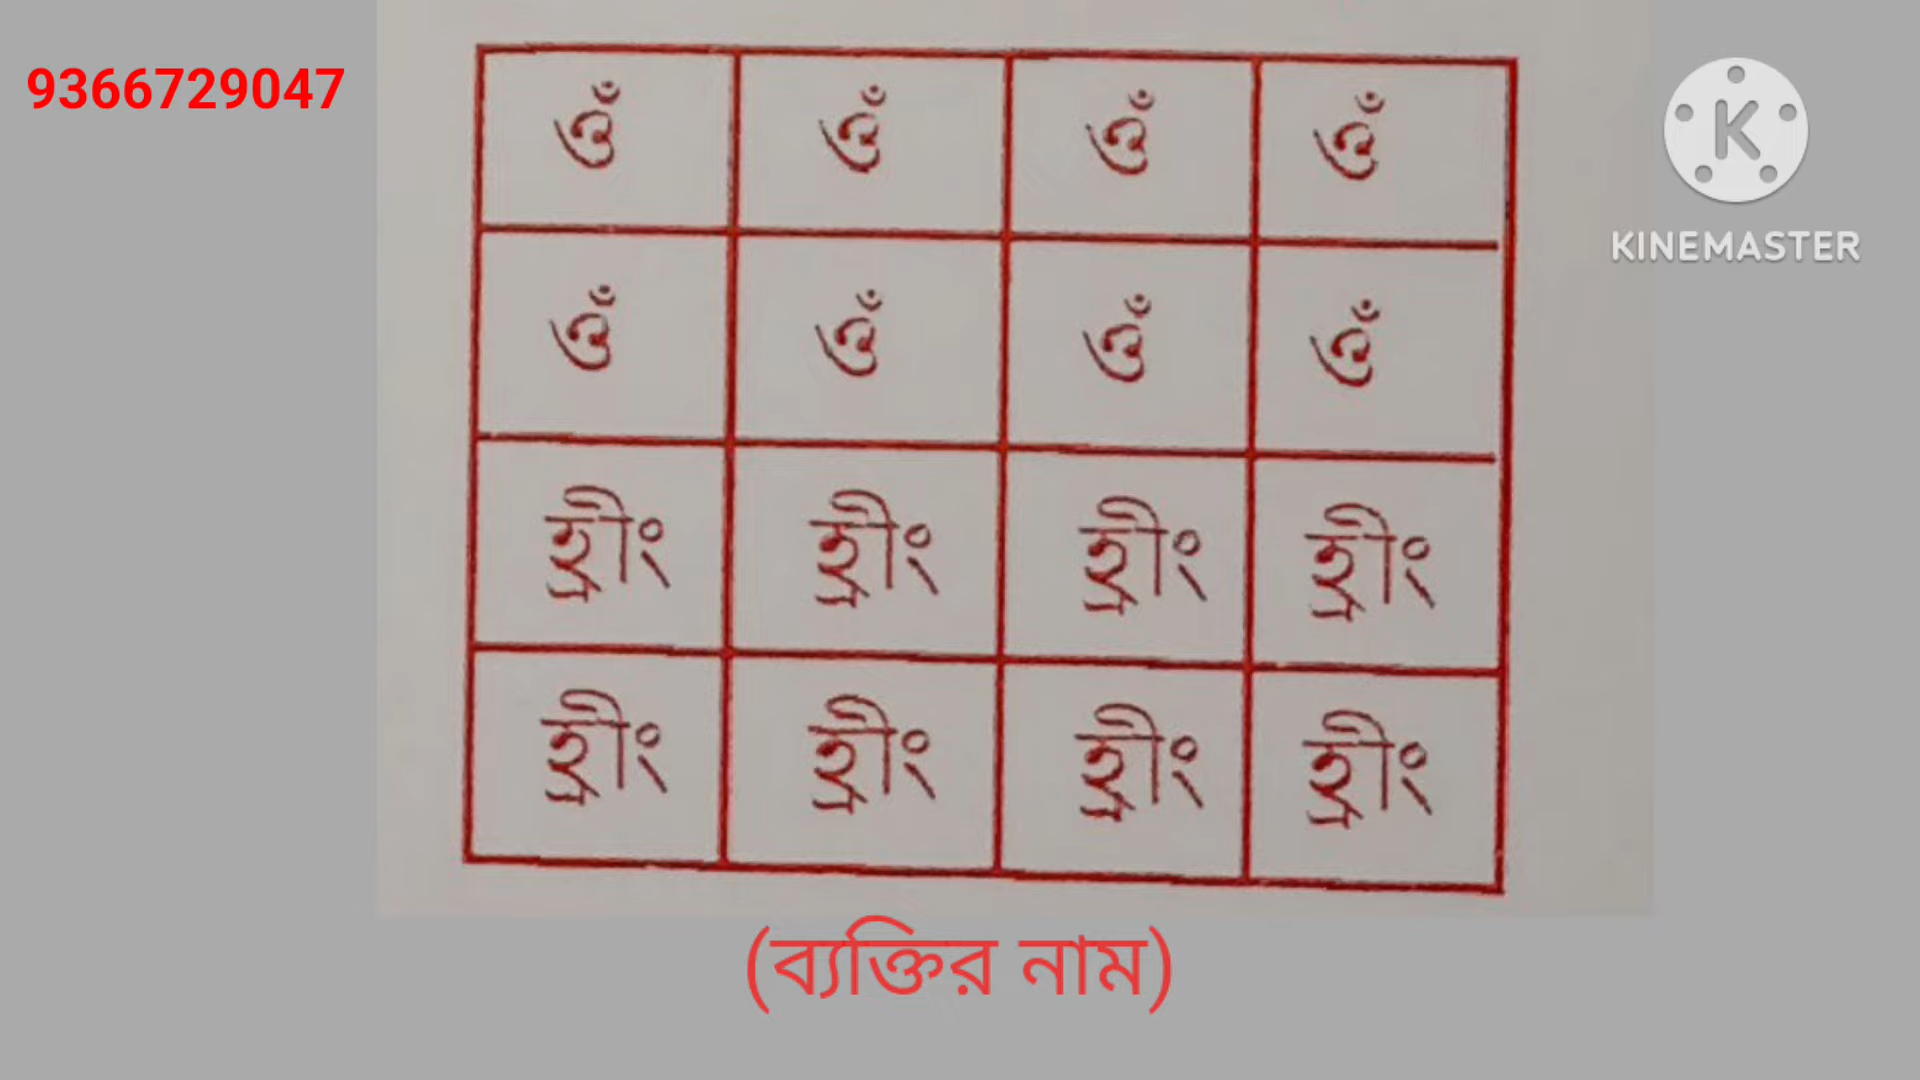 9366729047
KINEMASTER
ওঁ ওঁ ওঁ ওঁ
ওঁ ওঁ ওঁ ওঁ
হ্রীং হ্রীং হ্রীং হ্রীং
হ্রীং হ্রীং হ্রীং হ্রীং
(ব্যক্তির নাম)